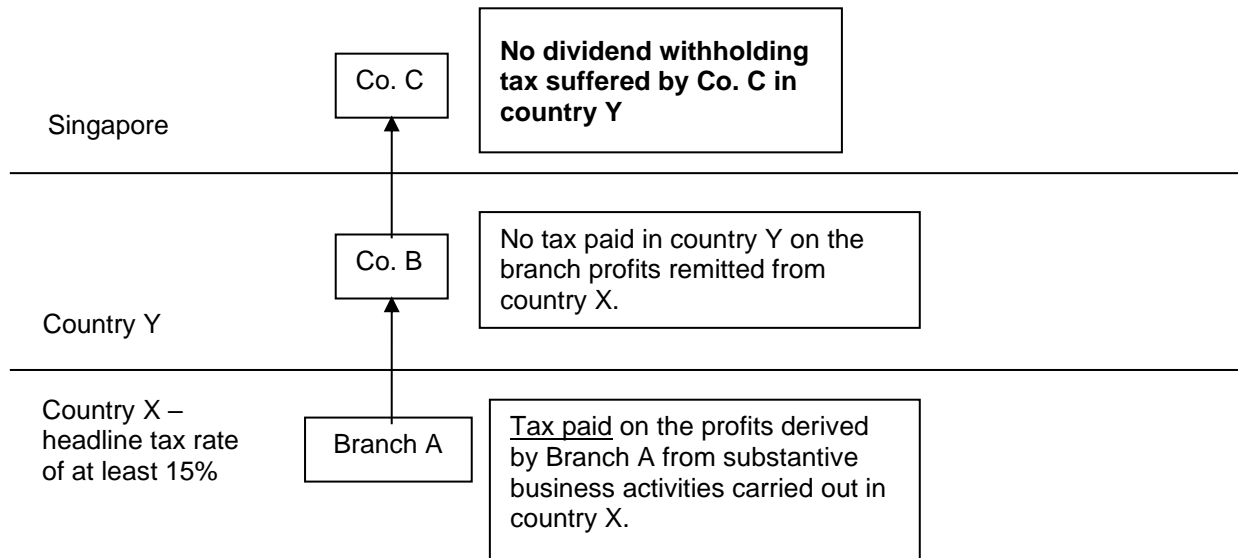 Co. C
No dividend withholding
tax suffered by Co. C in
country Y
Singapore
Co. B
No tax paid in country Y on the
branch profits remitted from
country X.
Country Y
Country X –
headline tax rate
of at least 15%
Branch A
Tax paid on the profits derived
by Branch A from substantive
business activities carried out in
country X.